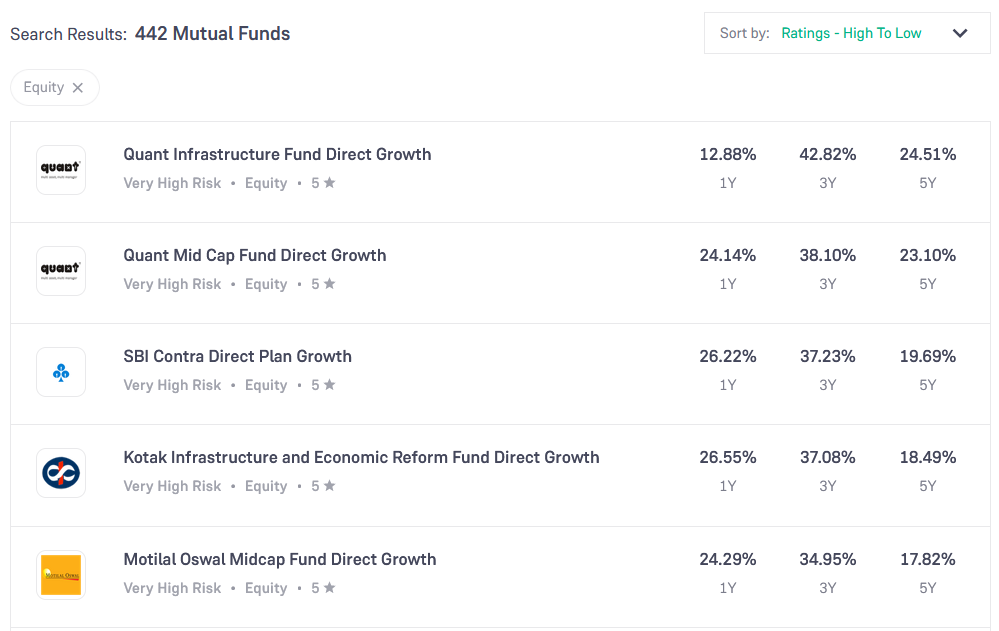 Search Results: 442 Mutual Funds
Sort by: Ratings - High To Low
Equity ×
quant
Quant Infrastructure Fund Direct Growth
12.88% 42.82% 24.51%
Very High Risk • Equity • 5 ★
1Y 3Y 5Y
quant
Quant Mid Cap Fund Direct Growth
24.14% 38.10% 23.10%
Very High Risk • Equity • 5 ★
1Y 3Y 5Y
SBI Contra Direct Plan Growth
26.22% 37.23% 19.69%
Very High Risk • Equity • 5 ★
1Y 3Y 5Y
Kotak Infrastructure and Economic Reform Fund Direct Growth
26.55% 37.08% 18.49%
Very High Risk • Equity • 5 ★
1Y 3Y 5Y
MOTILAL OSWAL
Motilal Oswal Midcap Fund Direct Growth
24.29% 34.95% 17.82%
Very High Risk • Equity • 5 ★
1Y 3Y 5Y